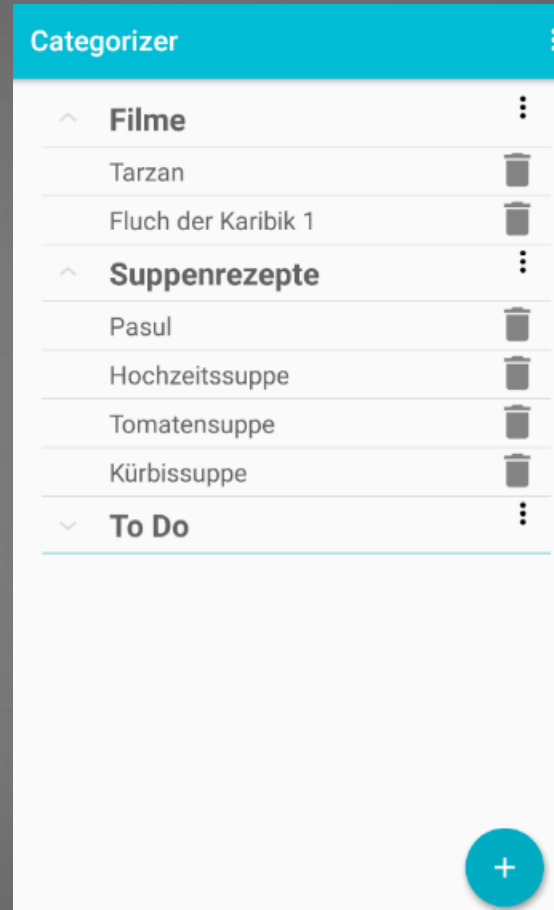 Categorizer
Filme
Tarzan
Fluch der Karibik 1
Suppenrezepte
Pasul
Hochzeitssuppe
Tomatensuppe
Kürbissuppe
To Do